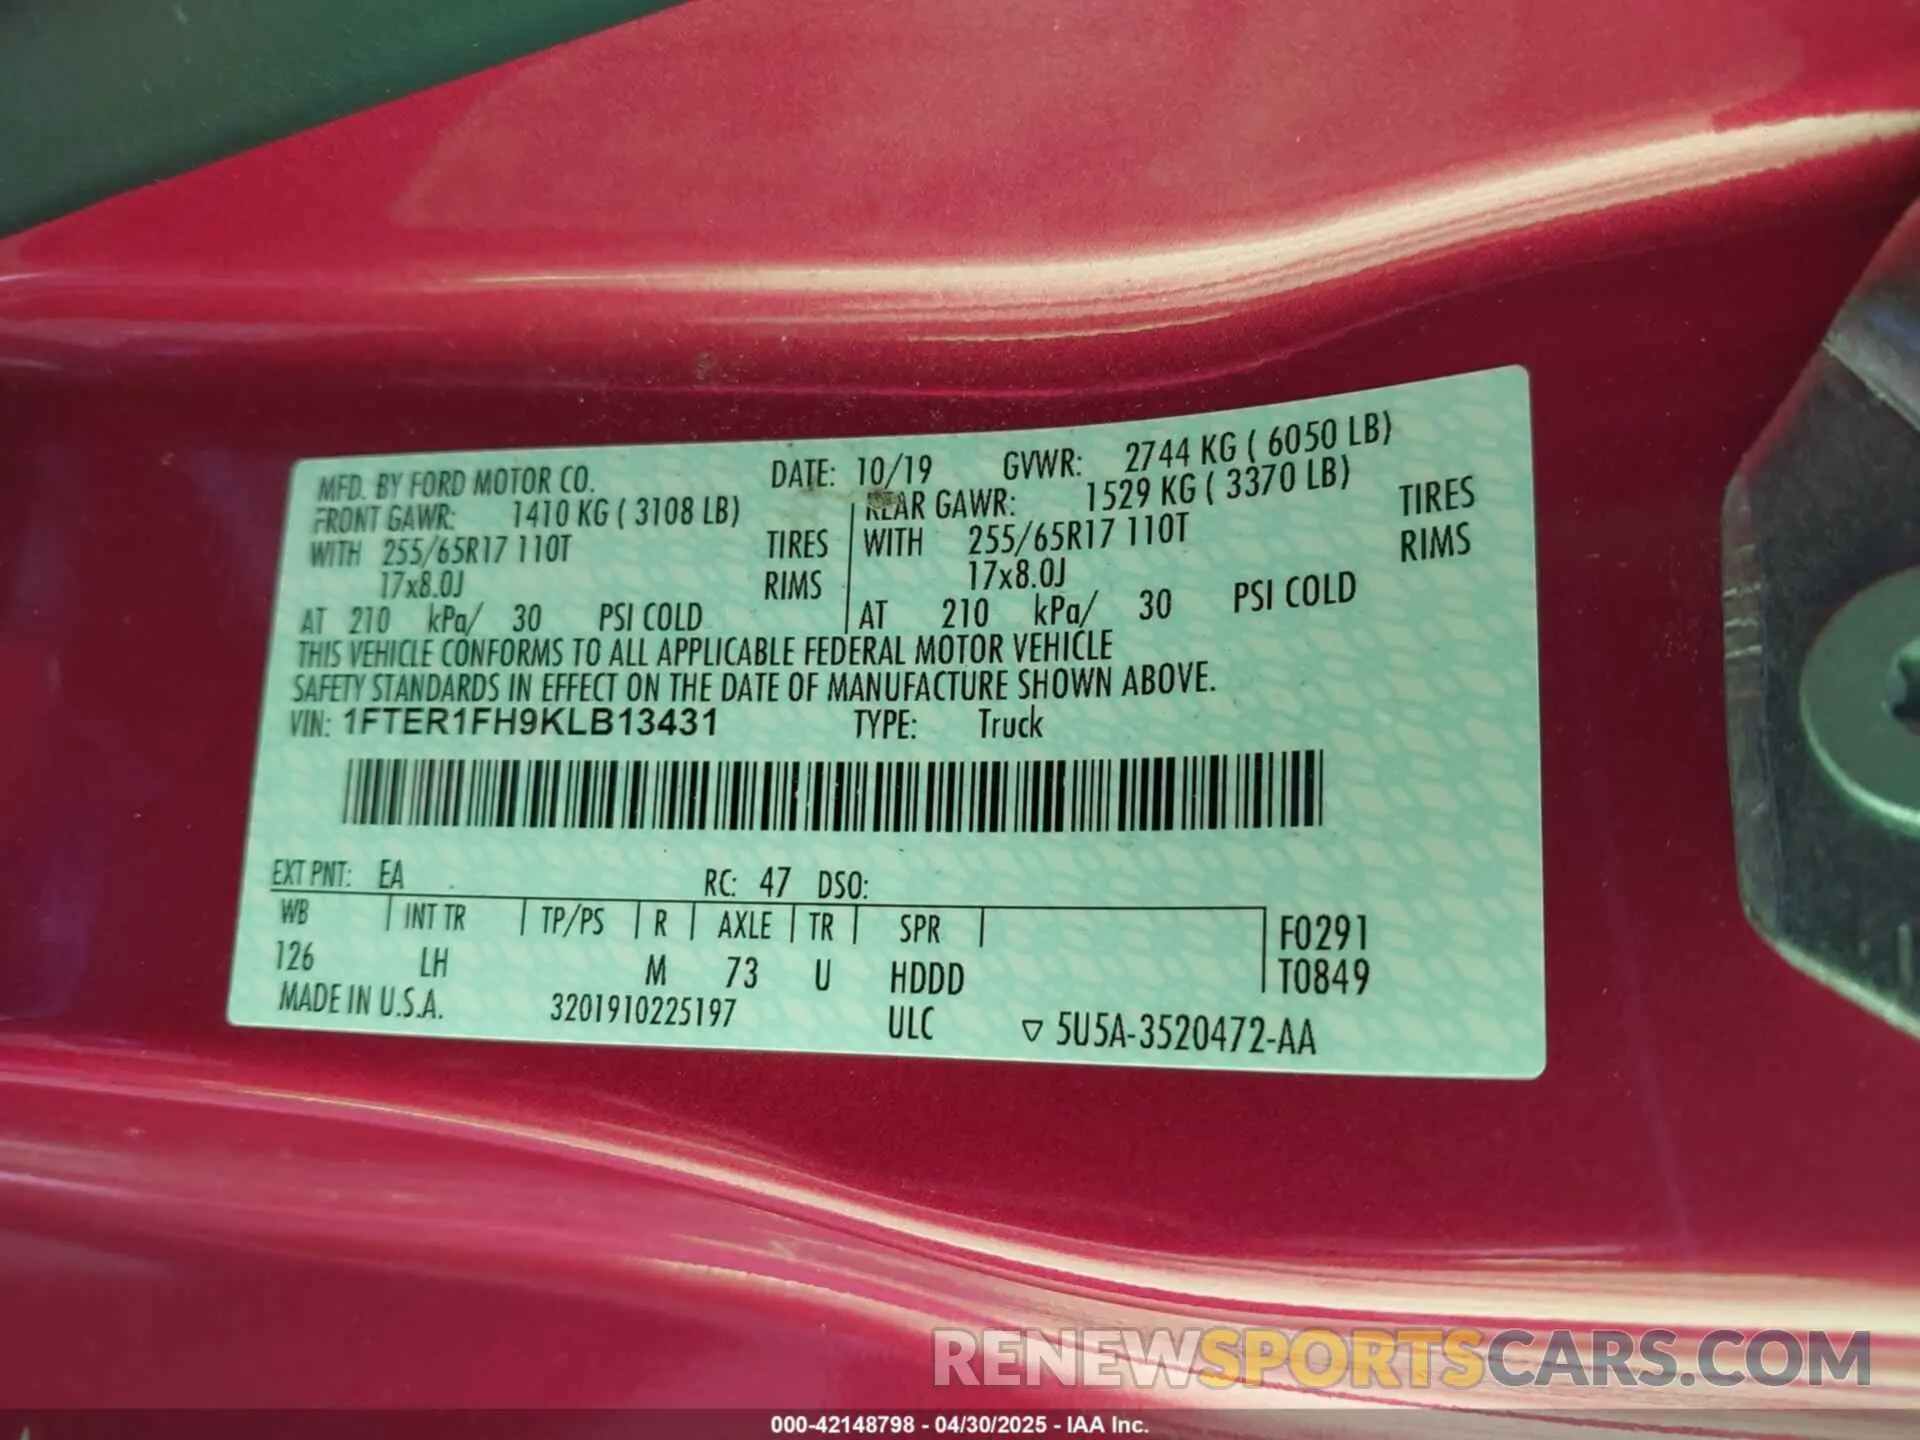 MFD. BY FORD MOTOR CO. DATE: 10/19 GVWR: 2744 KG ( 6050 LB)
FRONT GAWR: 1410 KG ( 3108 LB) REAR GAWR: 1529 KG ( 3370 LB)
WITH 255/65R17 110T TIRES WITH 255/65R17 110T TIRES
17x8.0J RIMS 17x8.0J RIMS
AT 210 kPa/ 30 PSI COLD AT 210 kPa/ 30 PSI COLD
THIS VEHICLE CONFORMS TO ALL APPLICABLE FEDERAL MOTOR VEHICLE
SAFETY STANDARDS IN EFFECT ON THE DATE OF MANUFACTURE SHOWN ABOVE.
VIN: 1FTER1FH9KLB13431 TYPE: Truck
EXT PNT: EA RC: 47 DSO:
WB INT TR TP/PS R AXLE TR SPR F0291
126 LH M 73 U HDDD T0849
MADE IN U.S.A. 3201910225197 ULC ▽ 5U5A-3520472-AA
RENEWSPORTSCARS.COM
000-42148798 - 04/30/2025 - IAA Inc.